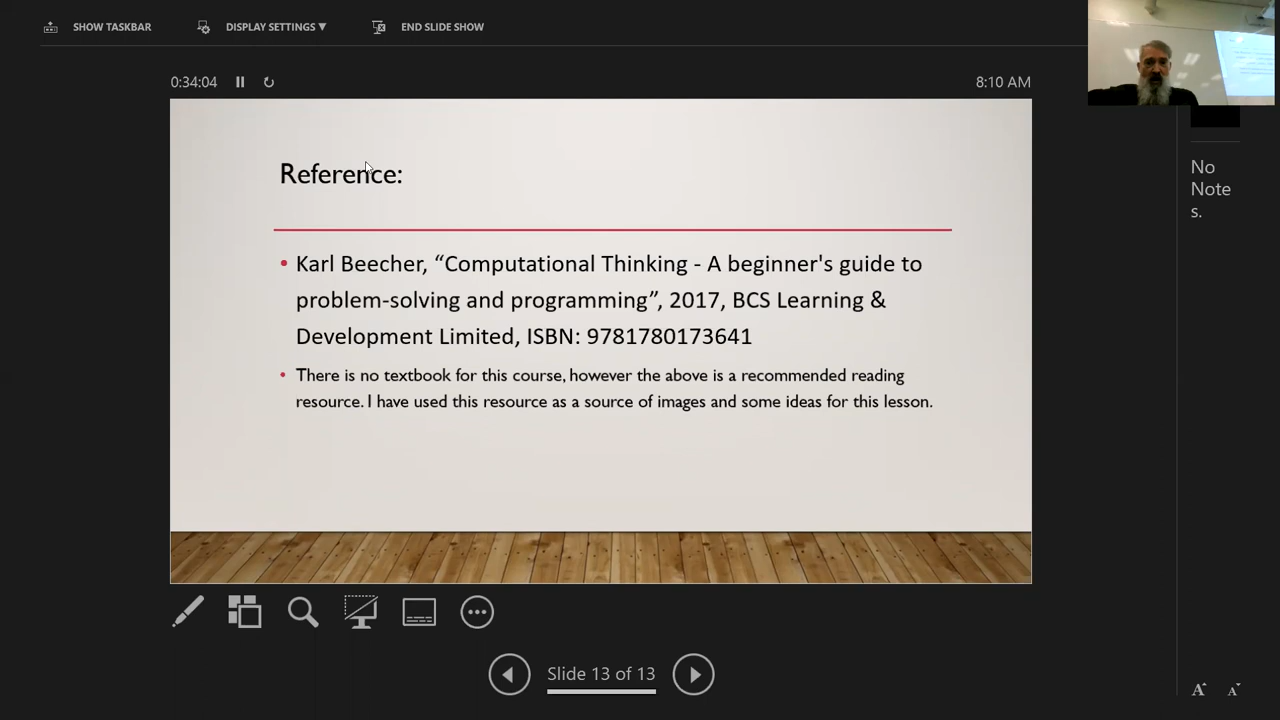 SHOW TASKBAR
DISPLAY SETTINGS ▼
END SLIDE SHOW
0:34:04
8:10 AM
Reference:
• Karl Beecher, “Computational Thinking - A beginner's guide to
problem-solving and programming”, 2017, BCS Learning &
Development Limited, ISBN: 9781780173641
• There is no textbook for this course, however the above is a recommended reading
resource. I have used this resource as a source of images and some ideas for this lesson.
No
Note
s.
Slide 13 of 13
A A